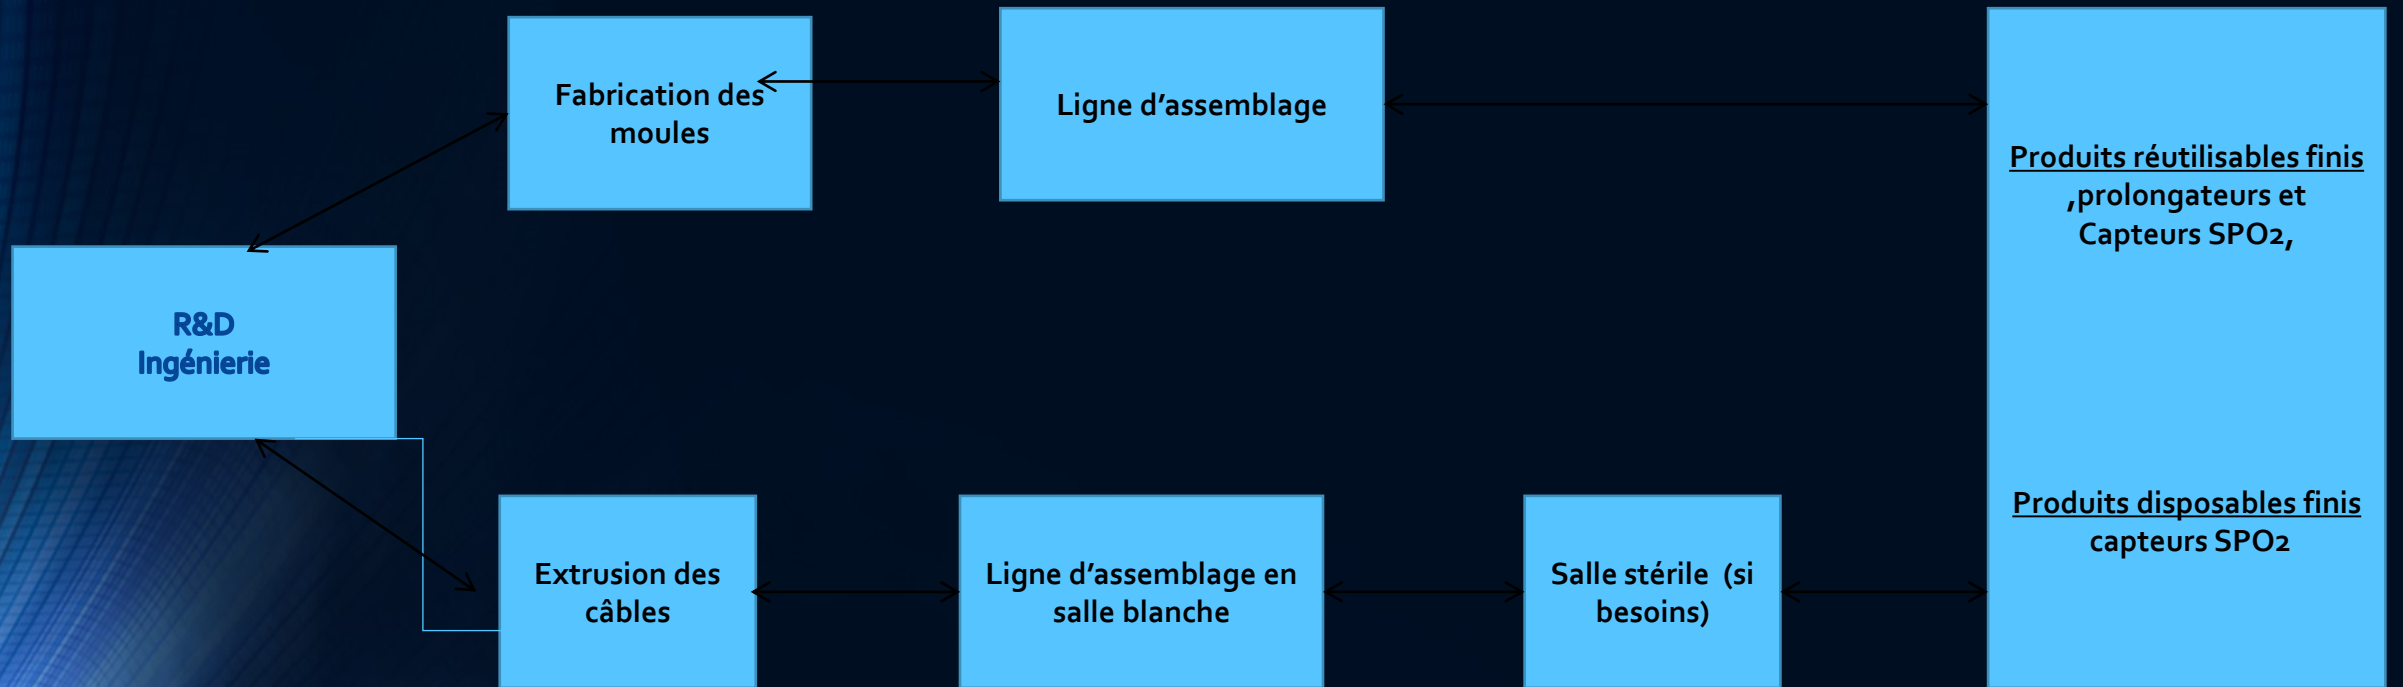 Fabrication des
moules
Ligne d’assemblage
Produits réutilisables finis
,prolongateurs et
Capteurs SPO2,
R&D
Ingénierie
Extrusion des
câbles
Ligne d’assemblage en
salle blanche
Salle stérile (si
besoins)
Produits disposables finis
capteurs SPO2